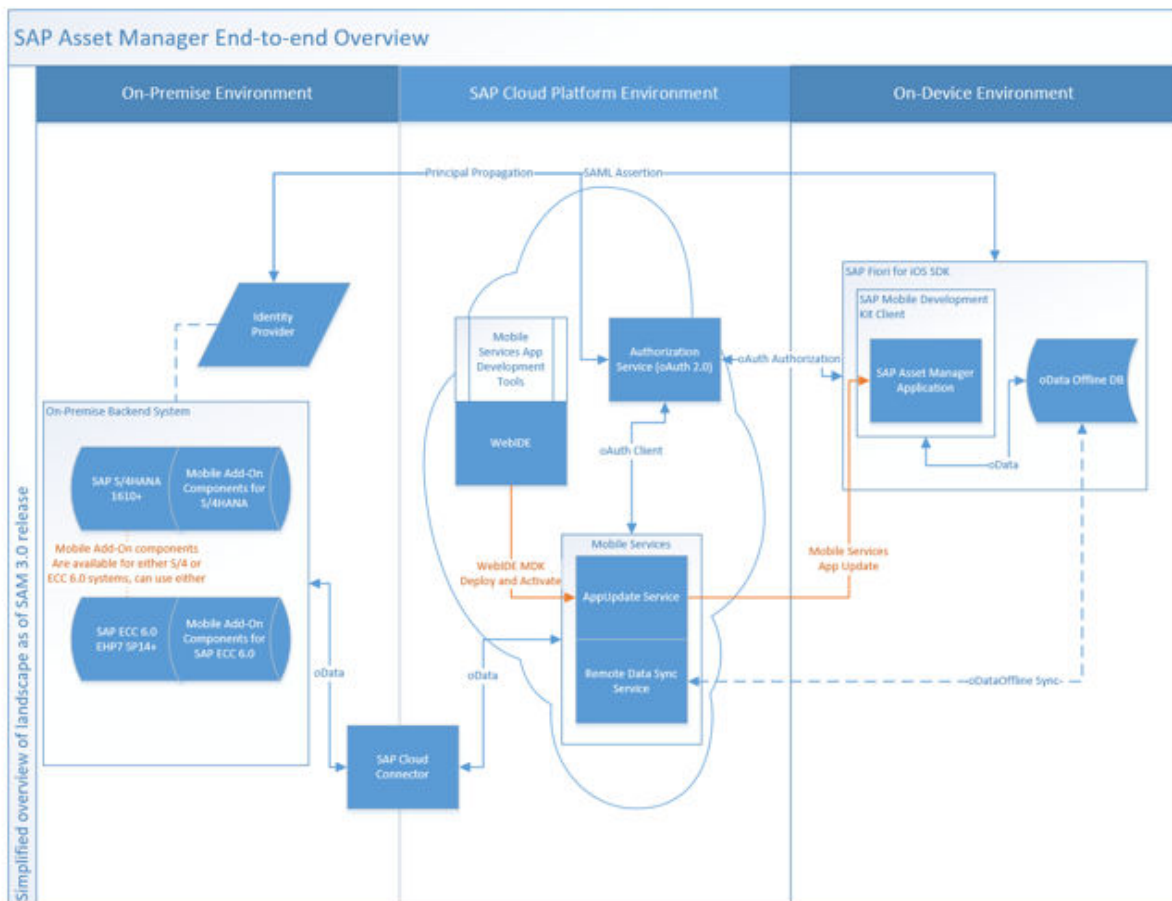 SAP Asset Manager End-to-end Overview
Simplified overview of landscape as of SAM 3.0 release
On-Premise Environment
SAP Cloud Platform Environment
On-Device Environment
Principal Propagation
SAML Assertion
Identity
Provider
On-Premise Backend System
SAP S/4HANA
1610+
Mobile Add-On
Components for
S/4HANA
Mobile Add-On components
Are available for either S/4 or
ECC 6.0 systems, can use either
SAP ECC 6.0
EHP7 SP14+
Mobile Add-On
Components for
SAP ECC 6.0
oData
SAP Cloud
Connector
oData
Mobile
Services App
Development
Tools
WebIDE
WebIDE MDK
Deploy and Activate
Authorization
Service (oAuth 2.0)
oAuth Client
Mobile Services
AppUpdate Service
Remote Data Sync
Service
oAuth Authorization
SAP Fiori for iOS SDK
SAP Mobile Development
Kit Client
SAP Asset Manager
Application
oData Offline DB
oData
Mobile Services
App Update
oDataOffline Sync